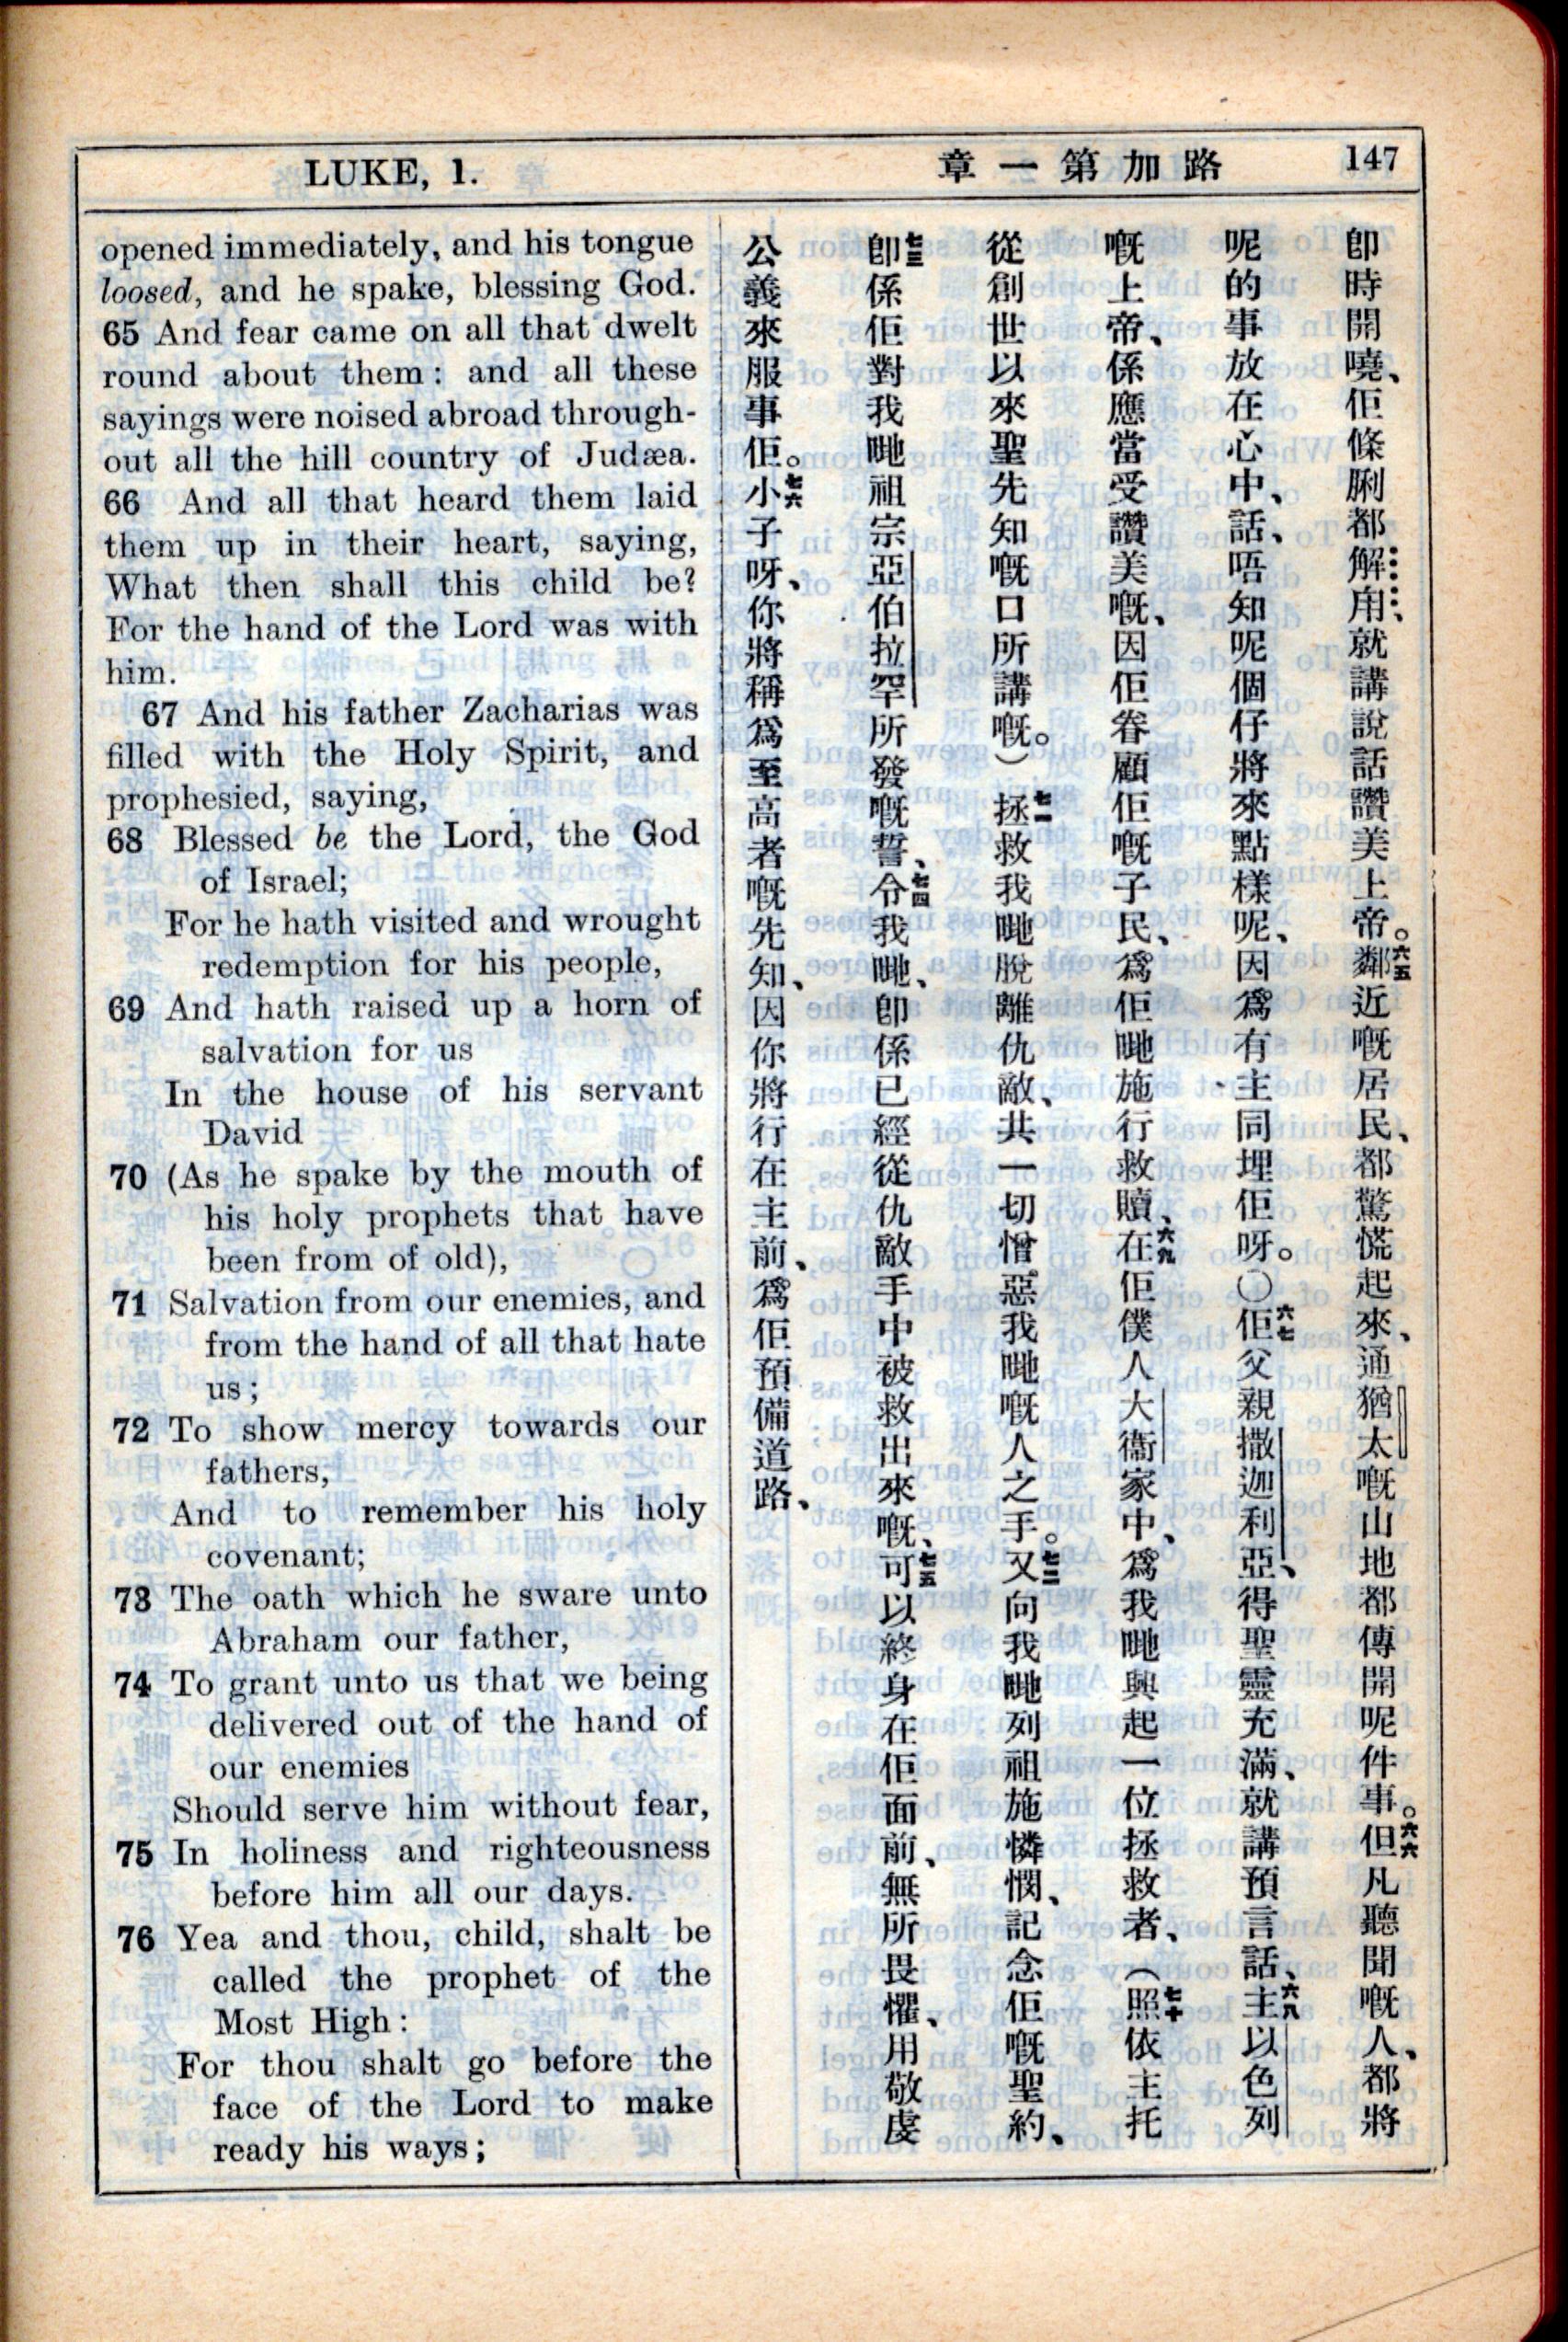 LUKE, 1.
章一第加路
147
opened immediately, and his tongue
loosed, and he spake, blessing God.
65 And fear came on all that dwelt
round about them: and all these
sayings were noised abroad through-
out all the hill country of Judæa.
66 And all that heard them laid
them up in their heart, saying,
What then shall this child be?
For the hand of the Lord was with
him.
67 And his father Zacharias was
filled with the Holy Spirit, and
prophesied, saying,
68 Blessed be the Lord, the God
of Israel;
For he hath visited and wrought
redemption for his people,
69 And hath raised up a horn of
salvation for us
In the house of his servant
David
70 (As he spake by the mouth of
his holy prophets that have
been from of old),
71 Salvation from our enemies, and
from the hand of all that hate
us;
72 To show mercy towards our
fathers,
And to remember his holy
covenant;
73 The oath which he sware unto
Abraham our father,
74 To grant unto us that we being
delivered out of the hand of
our enemies
Should serve him without fear,
75 In holiness and righteousness
before him all our days.
76 Yea and thou, child, shalt be
called the prophet of the
Most High:
For thou shalt go before the
face of the Lord to make
ready his ways;
卽時開嘵、佢條脷都解用、就講說話讚美上帝。六五鄰近嘅居民、都驚慌起來、通猶太嘅山地都傳開呢件事。六六但凡聽聞嘅人、都將
呢的事放在心中、話、唔知呢個仔將來點樣呢、因爲有主同埋佢呀。〇六七佢父親撒迦利亞、得聖靈充滿、就講預言話、六八主以色列
嘅上帝、係應當受讚美嘅、因佢眷顧佢嘅子民、爲佢哋施行救贖、六九在佢僕人大衞家中、爲我哋興起一位拯救者、七十（照依主托
從創世以來聖先知嘅口所講嘅。）七一拯救我哋脫離仇敵、共一切憎惡我哋嘅人之手。七二又向我哋列祖施憐憫、記念佢嘅聖約、
七三卽係佢對我哋祖宗亞伯拉罕所發嘅誓、七四令我哋、卽係已經從仇敵手中被救出來嘅、七五可以終身在佢面前、無所畏懼、用敬虔
公義來服事佢。七六小子呀、你將稱爲至高者嘅先知、因你將行在主前、爲佢預備道路、